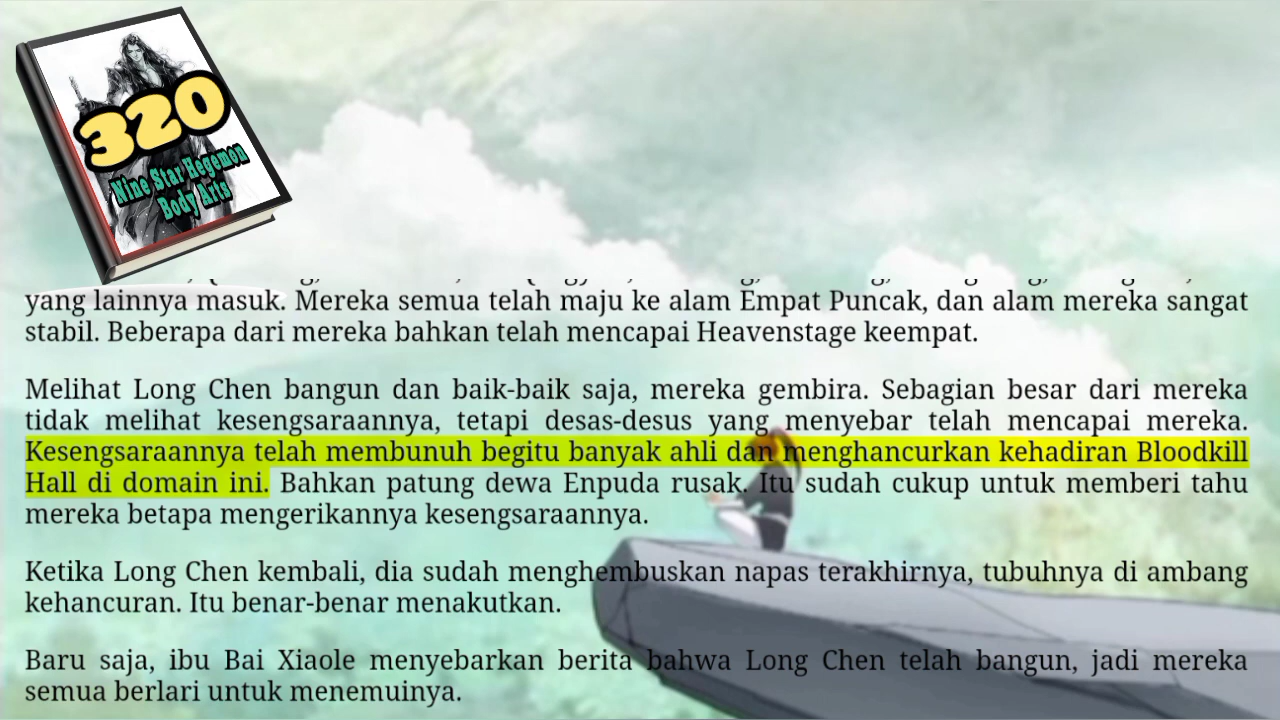 320
Nine Star Hegemon
Body Arts
yang lainnya masuk. Mereka semua telah maju ke alam Empat Puncak, dan alam mereka sangat
stabil. Beberapa dari mereka bahkan telah mencapai Heavenstage keempat.
Melihat Long Chen bangun dan baik-baik saja, mereka gembira. Sebagian besar dari mereka
tidak melihat kesengsaraannya, tetapi desas-desus yang menyebar telah mencapai mereka.
Kesengsaraannya telah membunuh begitu banyak ahli dan menghancurkan kehadiran Bloodkill
Hall di domain ini. Bahkan patung dewa Enpuda rusak. Itu sudah cukup untuk memberi tahu
mereka betapa mengerikannya kesengsaraannya.
Ketika Long Chen kembali, dia sudah menghembuskan napas terakhirnya, tubuhnya di ambang
kehancuran. Itu benar-benar menakutkan.
Baru saja, ibu Bai Xiaole menyebarkan berita bahwa Long Chen telah bangun, jadi mereka
semua berlari untuk menemuinya.